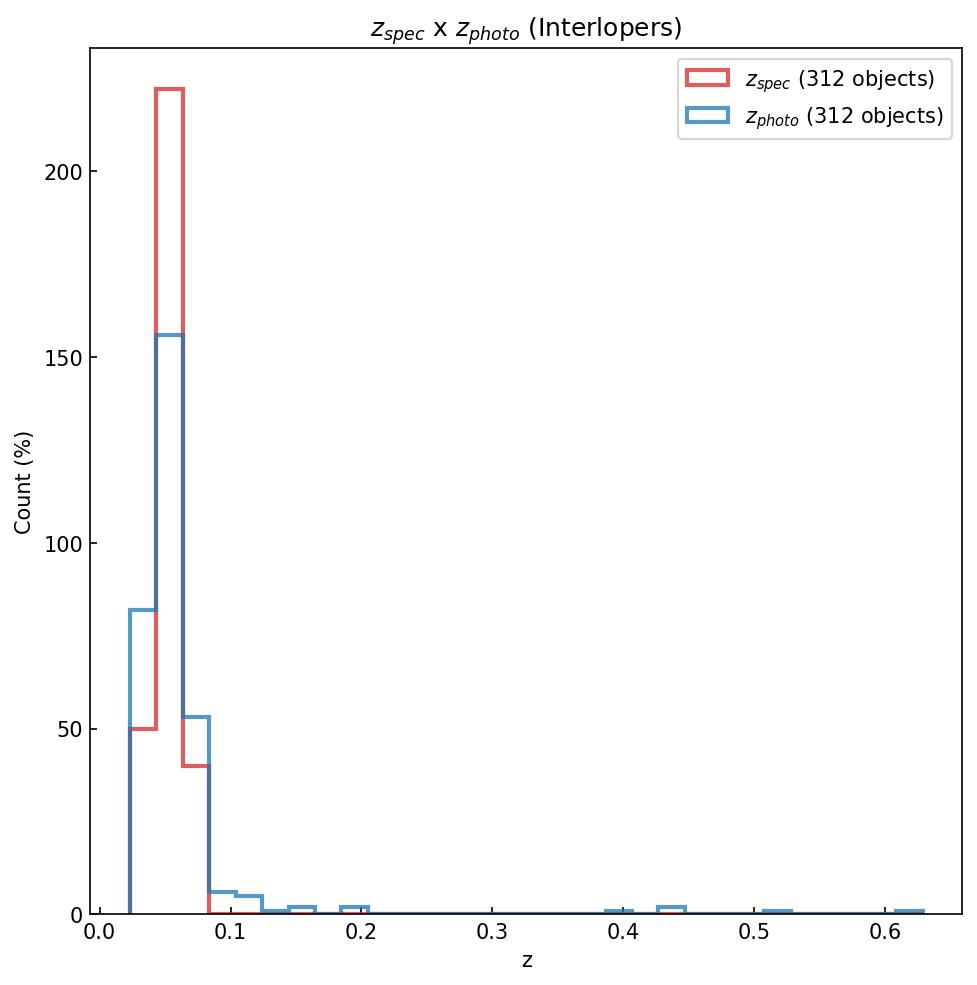 z_spec x z_photo (Interlopers)
z_spec (312 objects)
z_photo (312 objects)
Count (%)
200
150
100
50
0
0.0 0.1 0.2 0.3 0.4 0.5 0.6
z